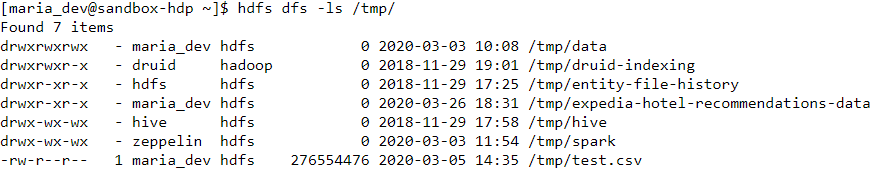 [maria_dev@sandbox-hdp ~]$ hdfs dfs -ls /tmp/
Found 7 items
drwxrwxrwx   - maria_dev hdfs            0 2020-03-03 10:08 /tmp/data
drwxr-xr-x   - druid     hadoop          0 2018-11-29 19:01 /tmp/druid-indexing
drwxr-xr-x   - hdfs      hdfs            0 2018-11-29 17:25 /tmp/entity-file-history
drwxr-xr-x   - maria_dev hdfs            0 2020-03-26 18:31 /tmp/expedia-hotel-recommendations-data
drwx-wx-wx   - hive      hdfs            0 2018-11-29 17:58 /tmp/hive
drwx-wx-wx   - zeppelin  hdfs            0 2020-03-03 11:54 /tmp/spark
-rw-r--r--   1 maria_dev hdfs    276554476 2020-03-05 14:35 /tmp/test.csv